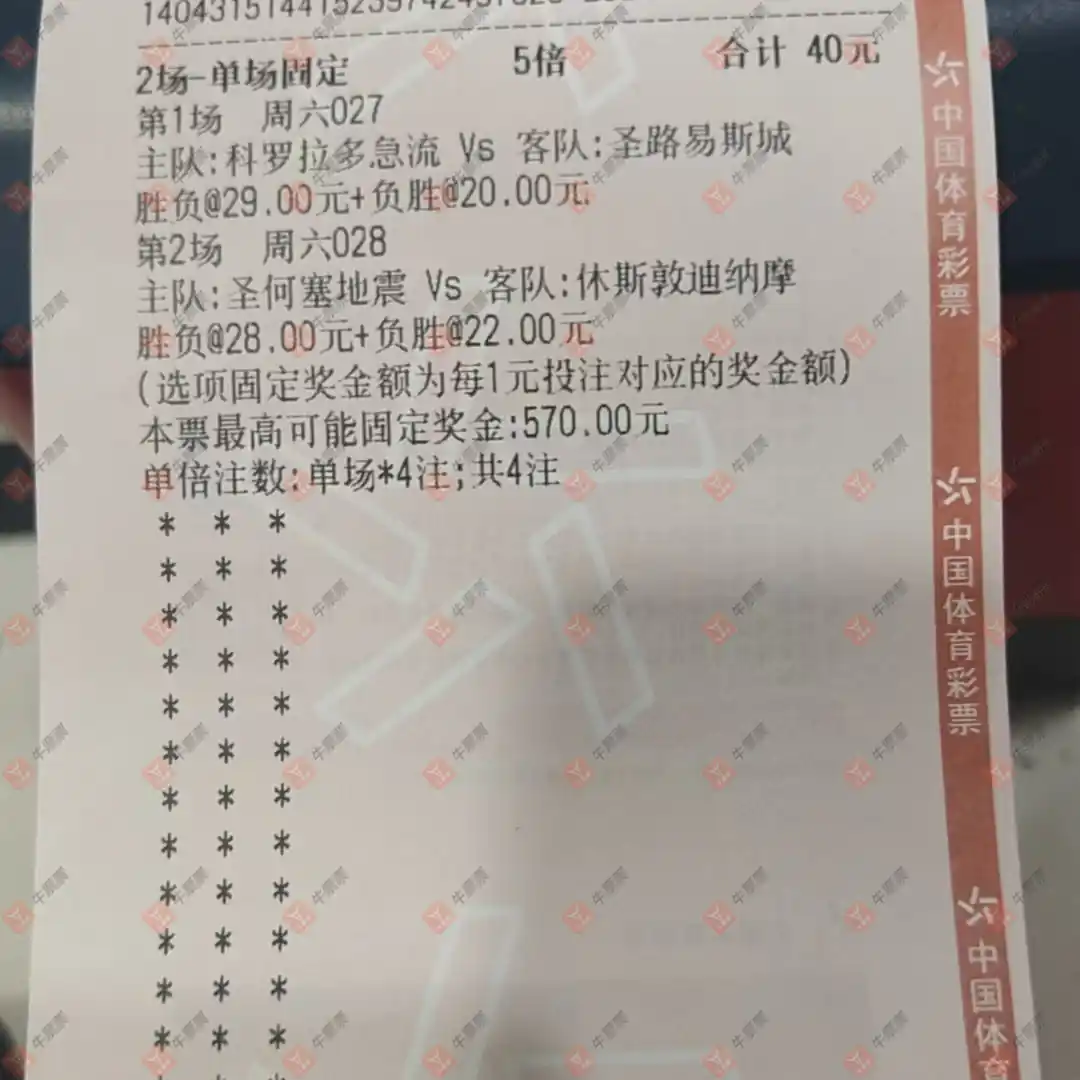 2场-单场固定 5倍 合计 40元
第1场 周六027
主队:科罗拉多急流 Vs 客队:圣路易斯城
胜负@29.00元+负胜@20.00元
第2场 周六028
主队:圣何塞地震 Vs 客队:休斯敦迪纳摩
胜负@28.00元+负胜@22.00元
(选项固定奖金额为每1元投注对应的奖金额)
本票最高可能固定奖金:570.00元
单倍注数:单场*4注;共4注
* * *
* * *
* * *
* * *
* * *
* * *
* * *
* * *
* * *
* * *
* * *
* * *
中国体育彩票
中国体育彩票
中国体育